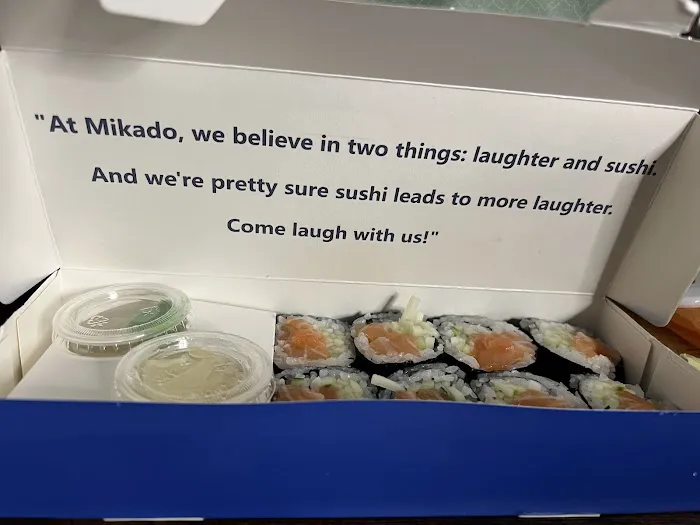 "At Mikado, we believe in two things: laughter and sushi.
And we're pretty sure sushi leads to more laughter.
Come laugh with us!"